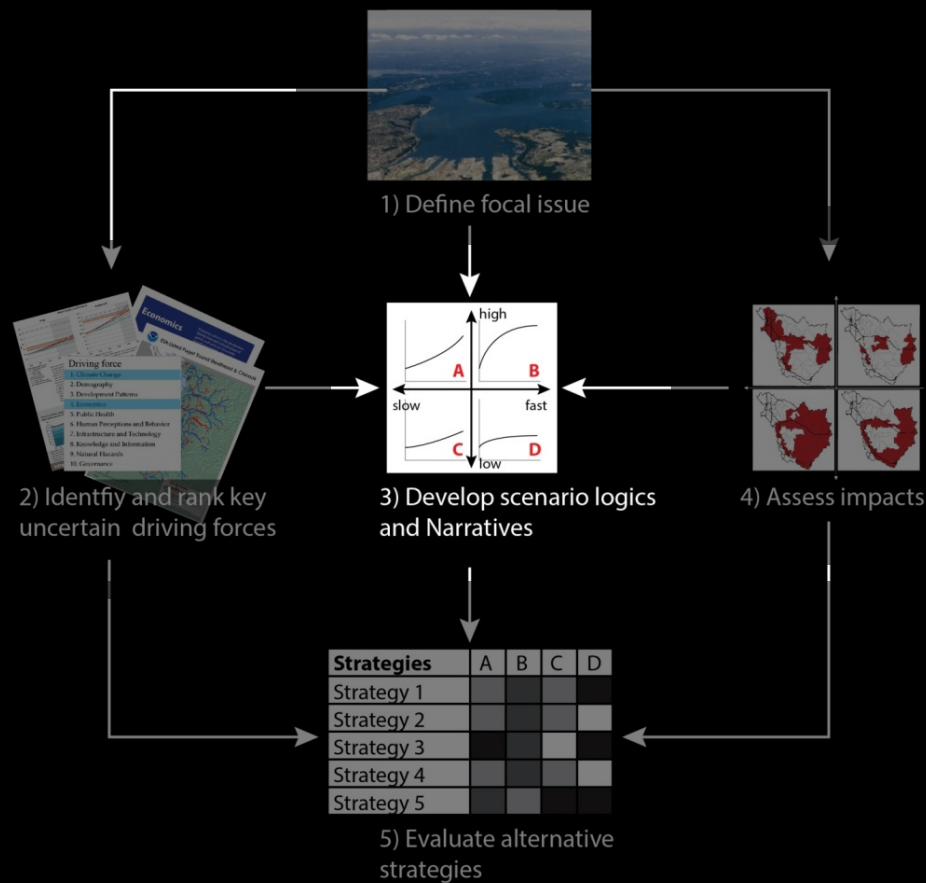 1) Define focal issue
Economics
Driving force
1. Climate Change
2. Demography
3. Development Patterns
4. Economics
5. Public Health
6. Human Perceptions and Behavior
7. Infrastructure and Technology
8. Knowledge and Information
9. Natural Hazards
10. Governance
2) Identfiy and rank key
uncertain driving forces
high
A
B
slow
fast
C
D
low
3) Develop scenario logics
and Narratives
4) Assess impacts
Strategies A B C D
Strategy 1
Strategy 2
Strategy 3
Strategy 4
Strategy 5
5) Evaluate alternative
strategies